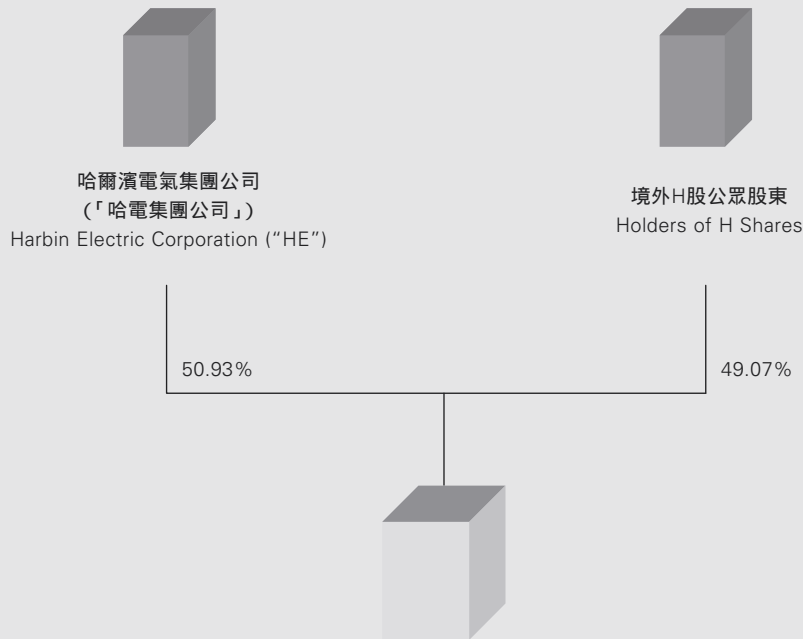 哈爾濱電氣集團公司
(「哈電集團公司」)
Harbin Electric Corporation (“HE”)
境外H股公眾股東
Holders of H Shares
50.93%
49.07%